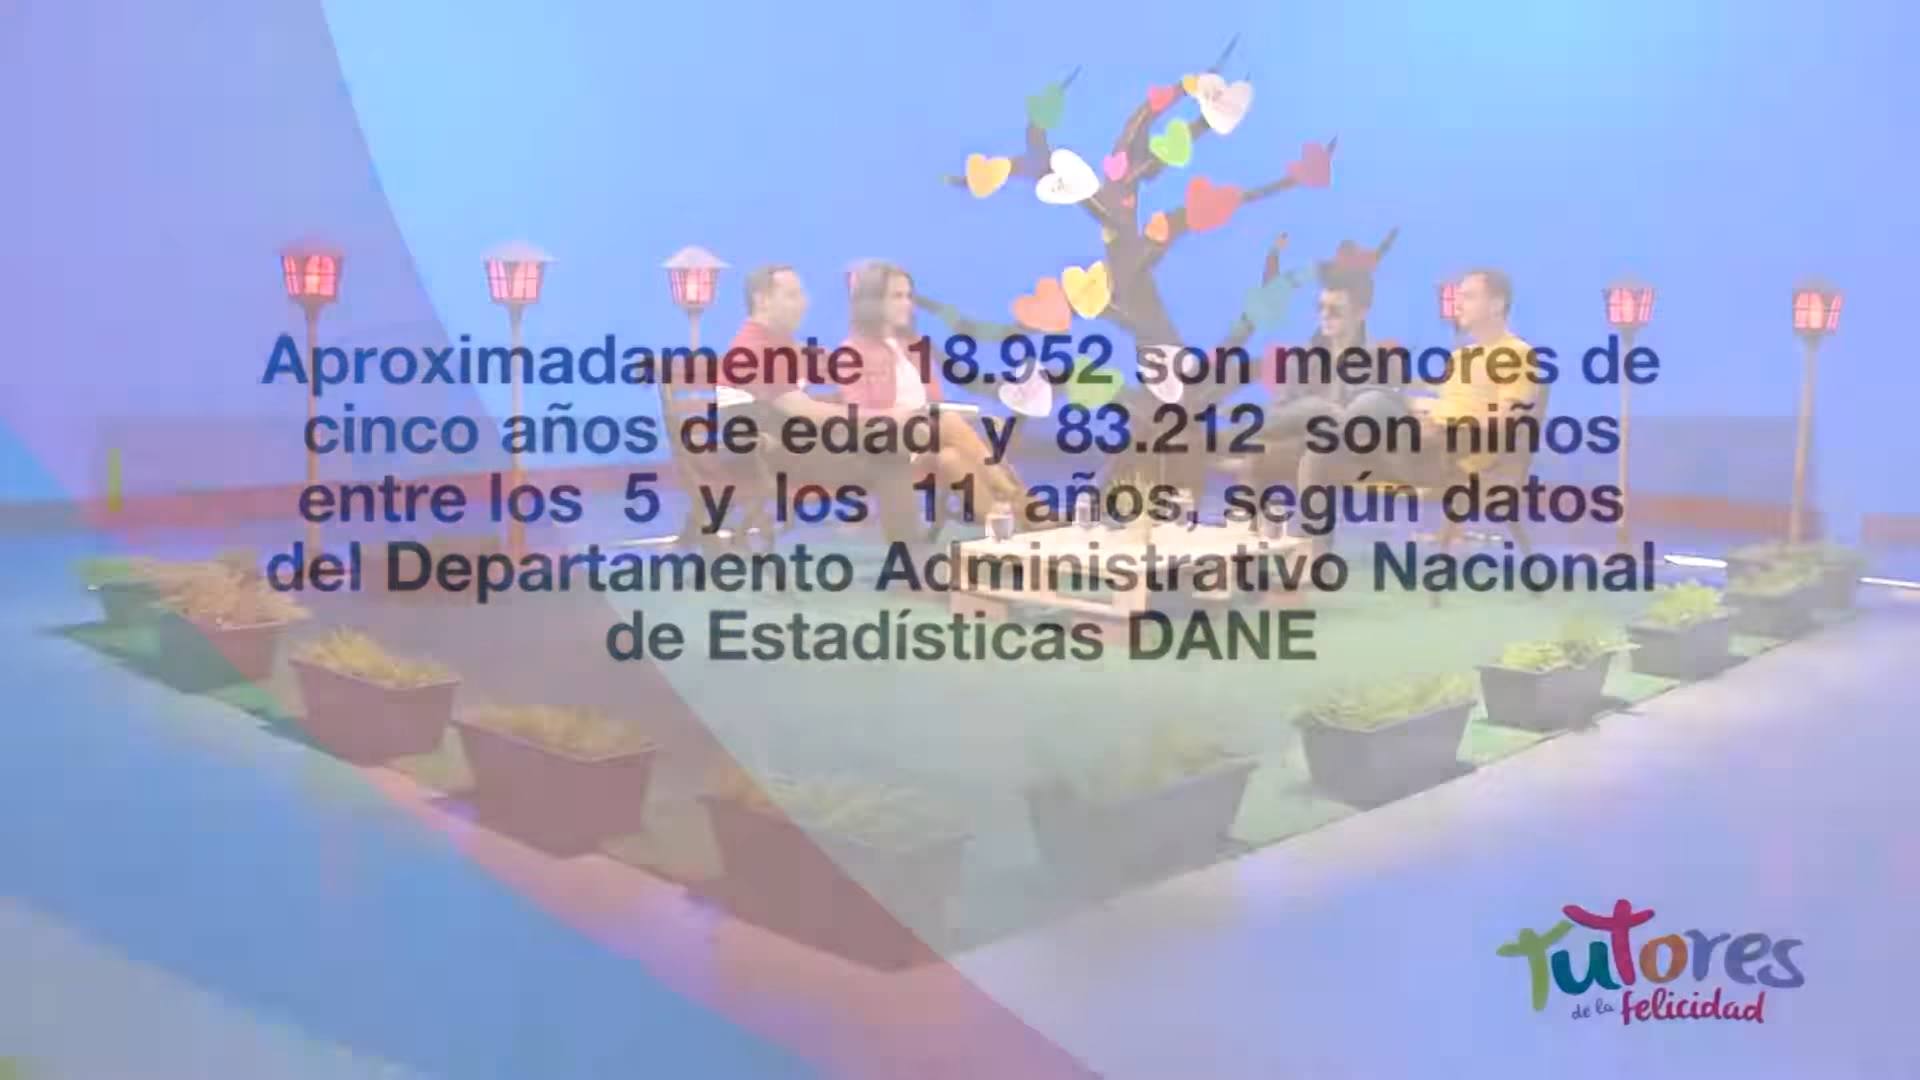 Aproximadamente 18.952 son menores de
cinco años de edad y 83.212 son niños
entre los 5 y los 11 años, según datos
del Departamento Administrativo Nacional
de Estadísticas DANE
Tutores
de la felicidad